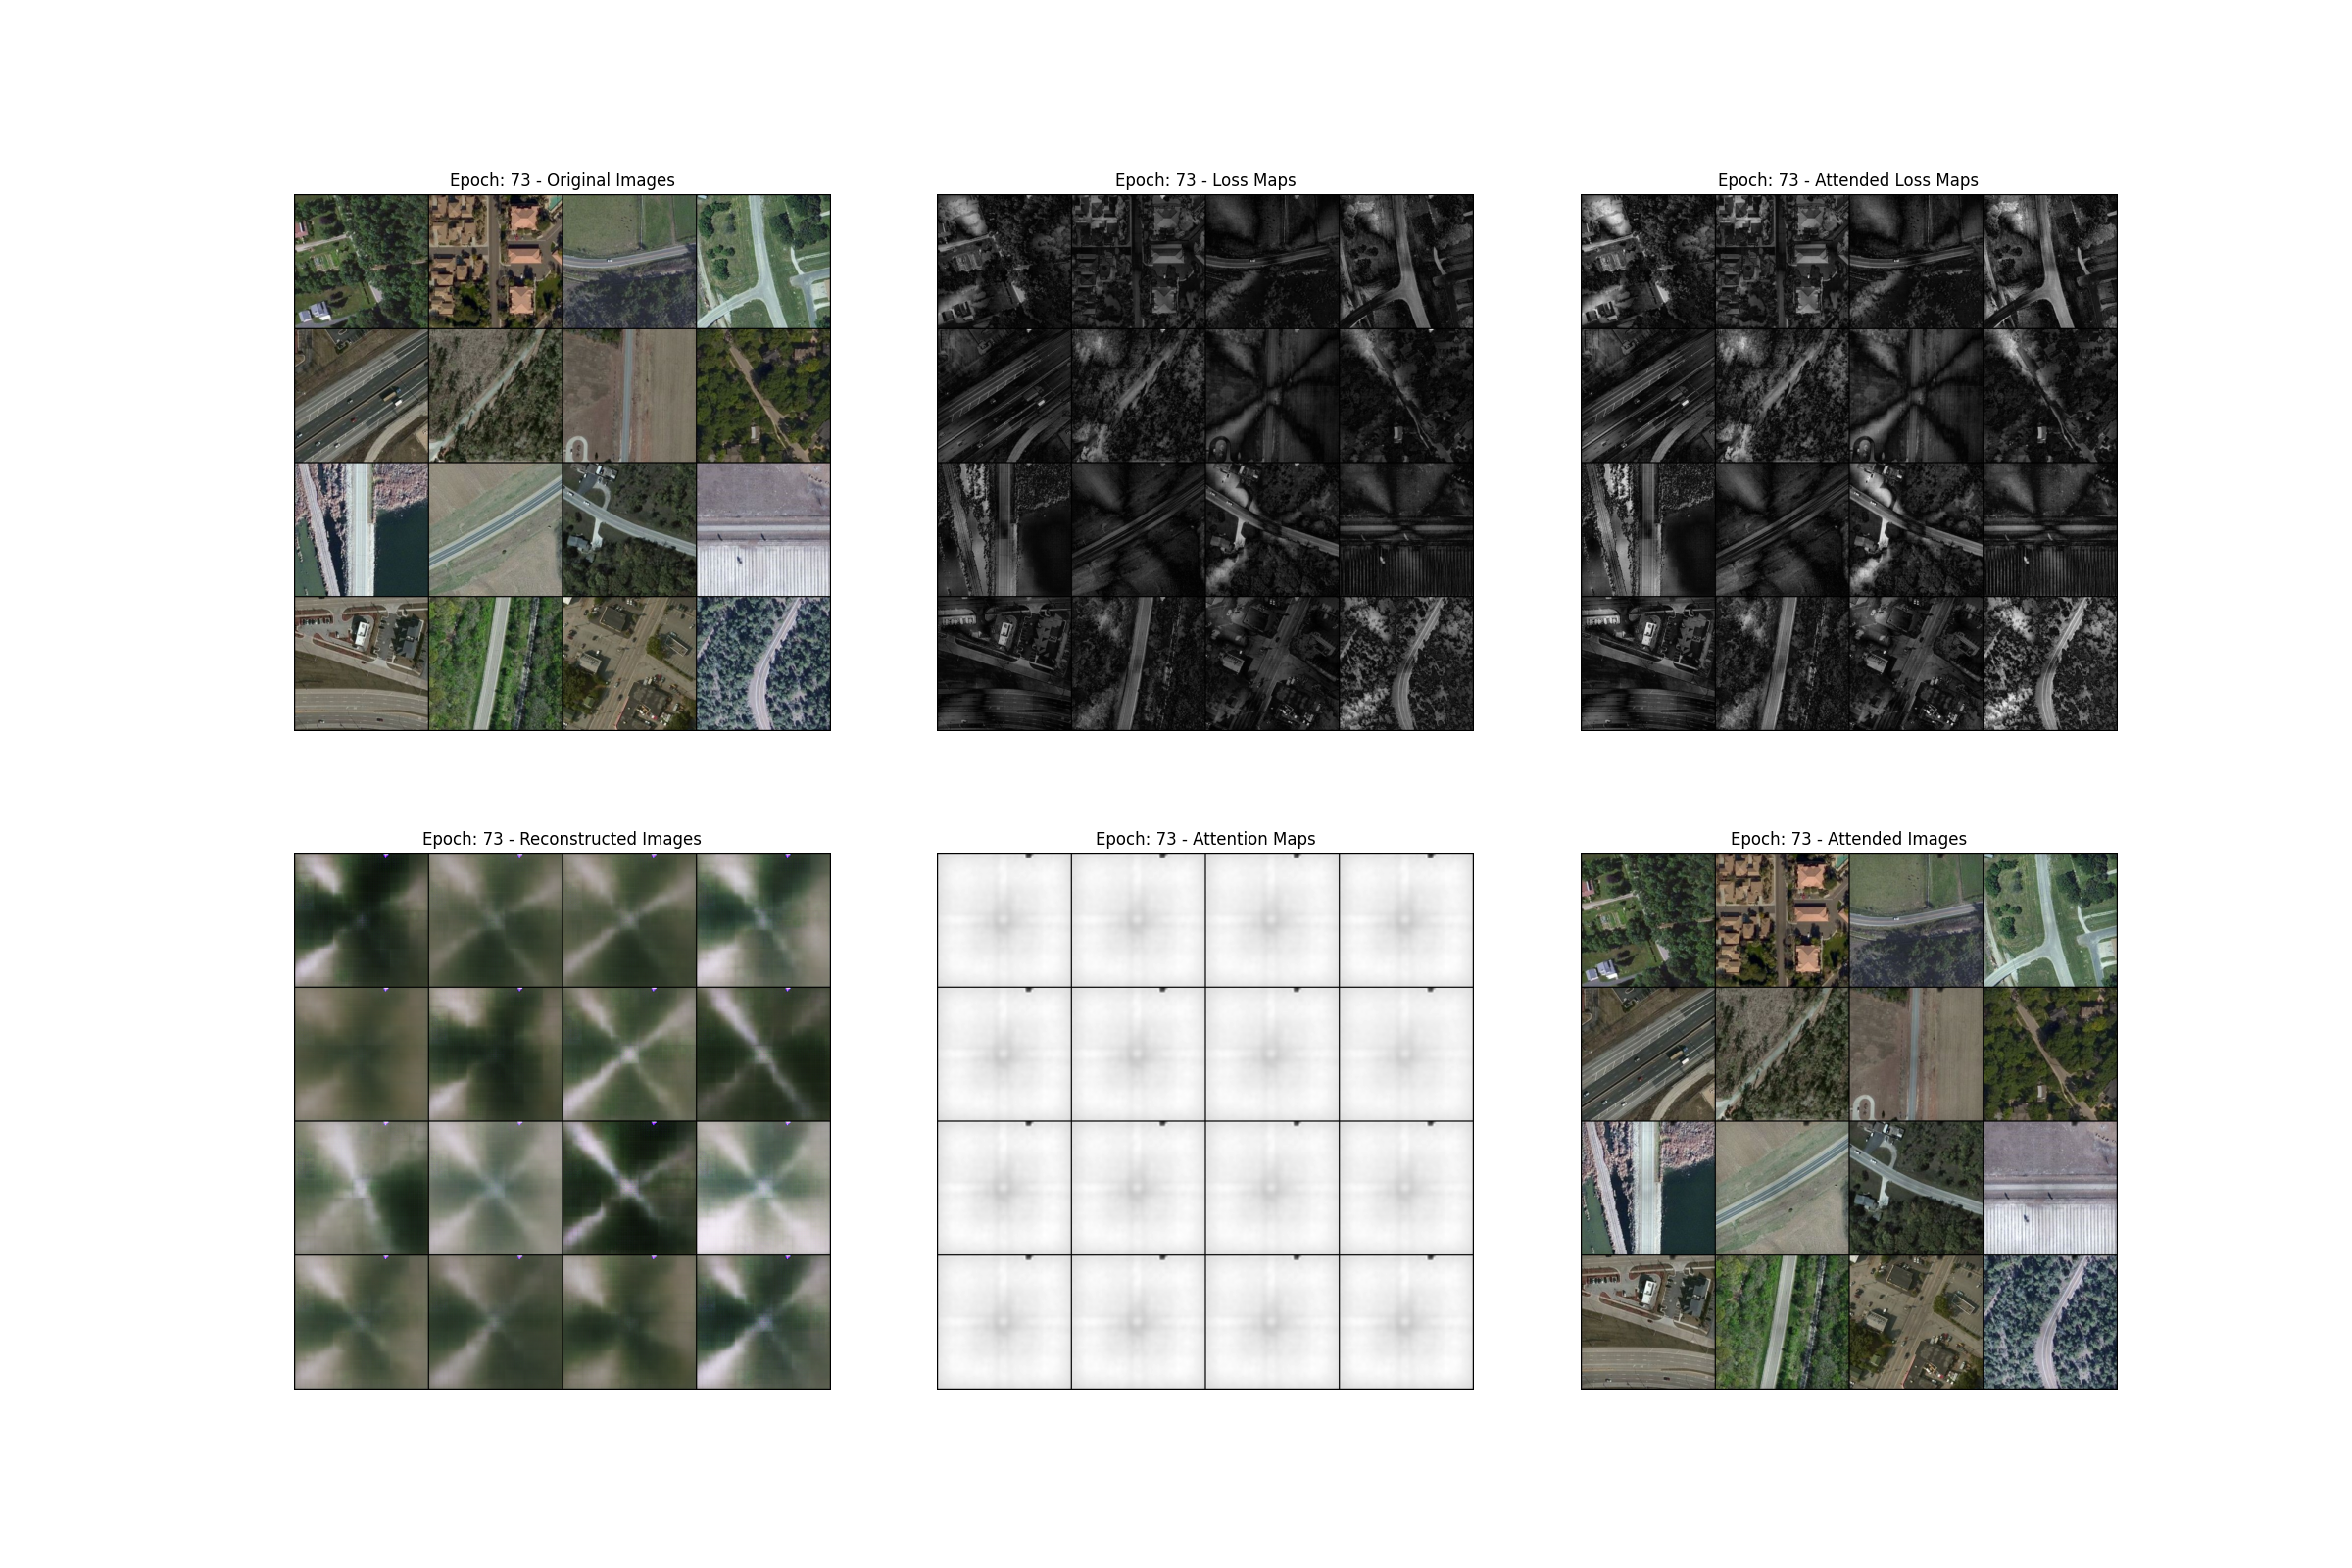 Epoch: 73 - Original Images
Epoch: 73 - Loss Maps
Epoch: 73 - Attended Loss Maps
Epoch: 73 - Reconstructed Images
Epoch: 73 - Attention Maps
Epoch: 73 - Attended Images